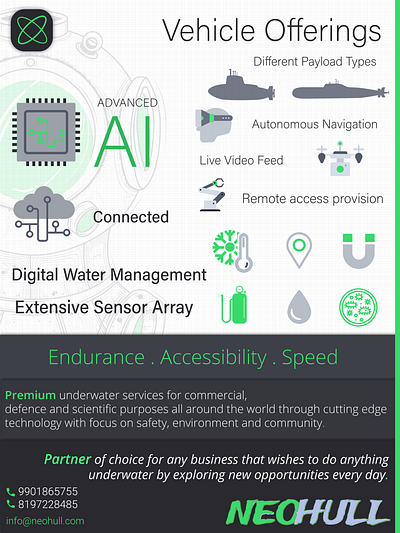 Vehicle Offerings
Different Payload Types
ADVANCED
AI
Autonomous Navigation
Live Video Feed
Remote access provision
Connected
Digital Water Management
Extensive Sensor Array
Endurance . Accessibility . Speed
Premium underwater services for commercial,
defence and scientific purposes all around the world through cutting edge
technology with focus on safety, environment and community.
Partner of choice for any business that wishes to do anything
underwater by exploring new opportunities every day.
9901865755
8197228485
info@neohull.com
NEOHULL